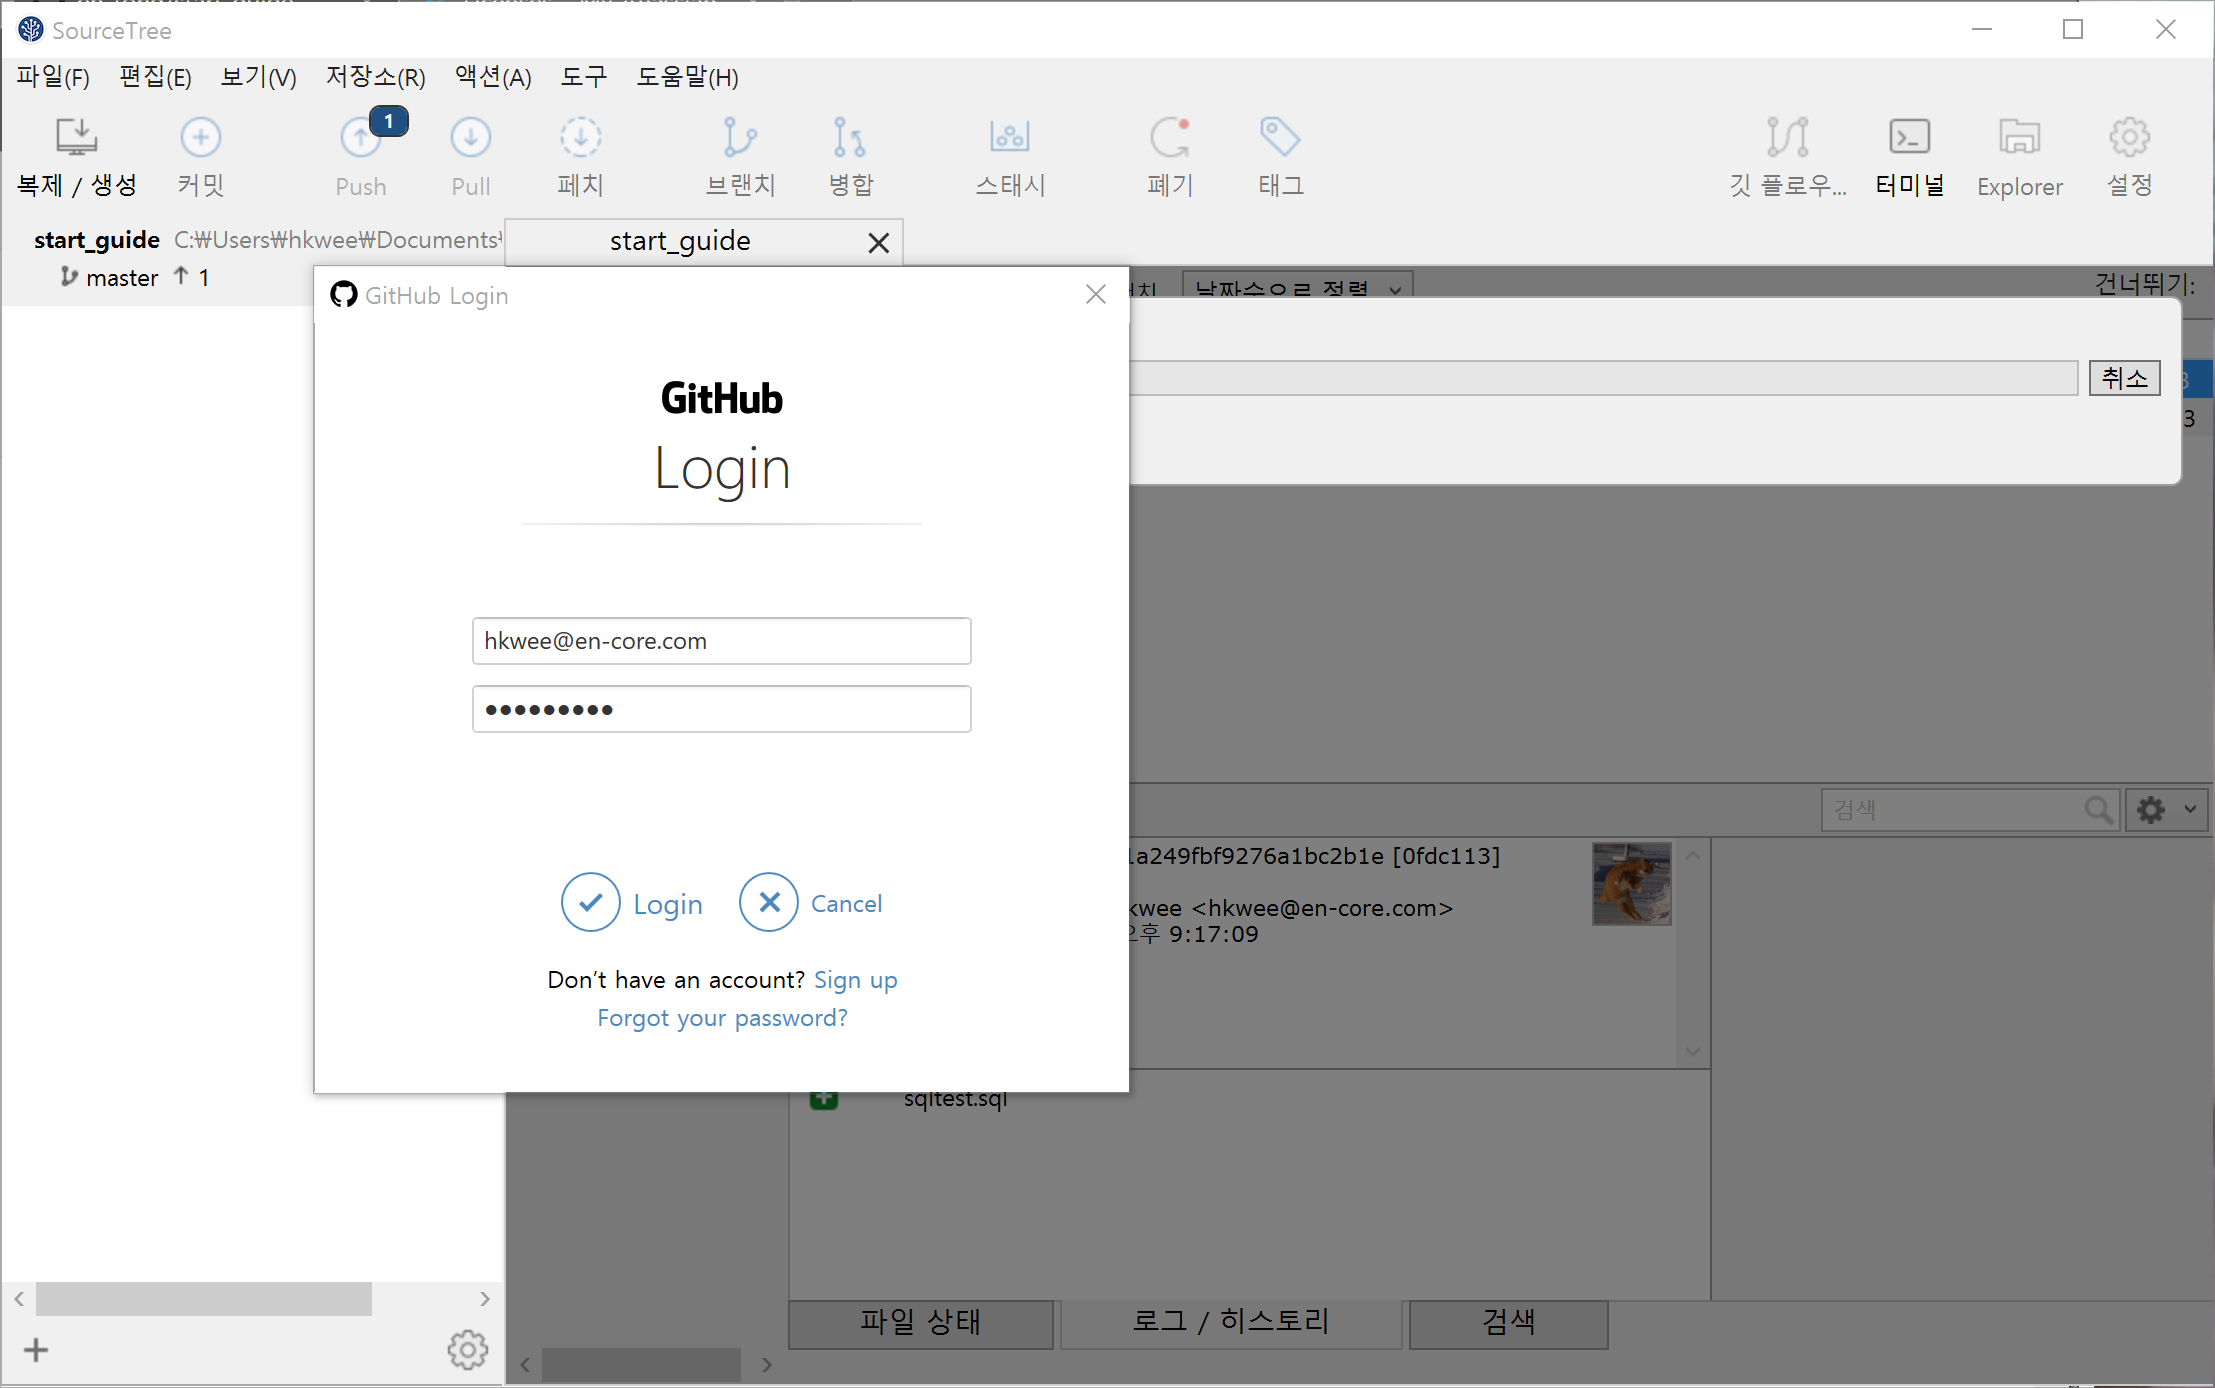 SourceTree
파일(F) 편집(E) 보기(V) 저장소(R) 액션(A) 도구 도움말(H)
1
복제 / 생성 커밋 Push Pull 페치 브랜치 병합 스태시 폐기 태그 깃 플로우... 터미널 Explorer 설정
start_guide C:₩Users₩hkwee₩Documents₩
start_guide
master 1
GitHub Login
날짜순으로 정렬
건너뛰기:
취소
3
GitHub
Login
hkwee@en-core.com
•••••••••
검색
1a249fbf9276a1bc2b1e [0fdc113]
kwee <hkwee@en-core.com>
오후 9:17:09
Login Cancel
Don't have an account? Sign up
Forgot your password?
sqltest.sql
파일 상태 로그 / 히스토리 검색